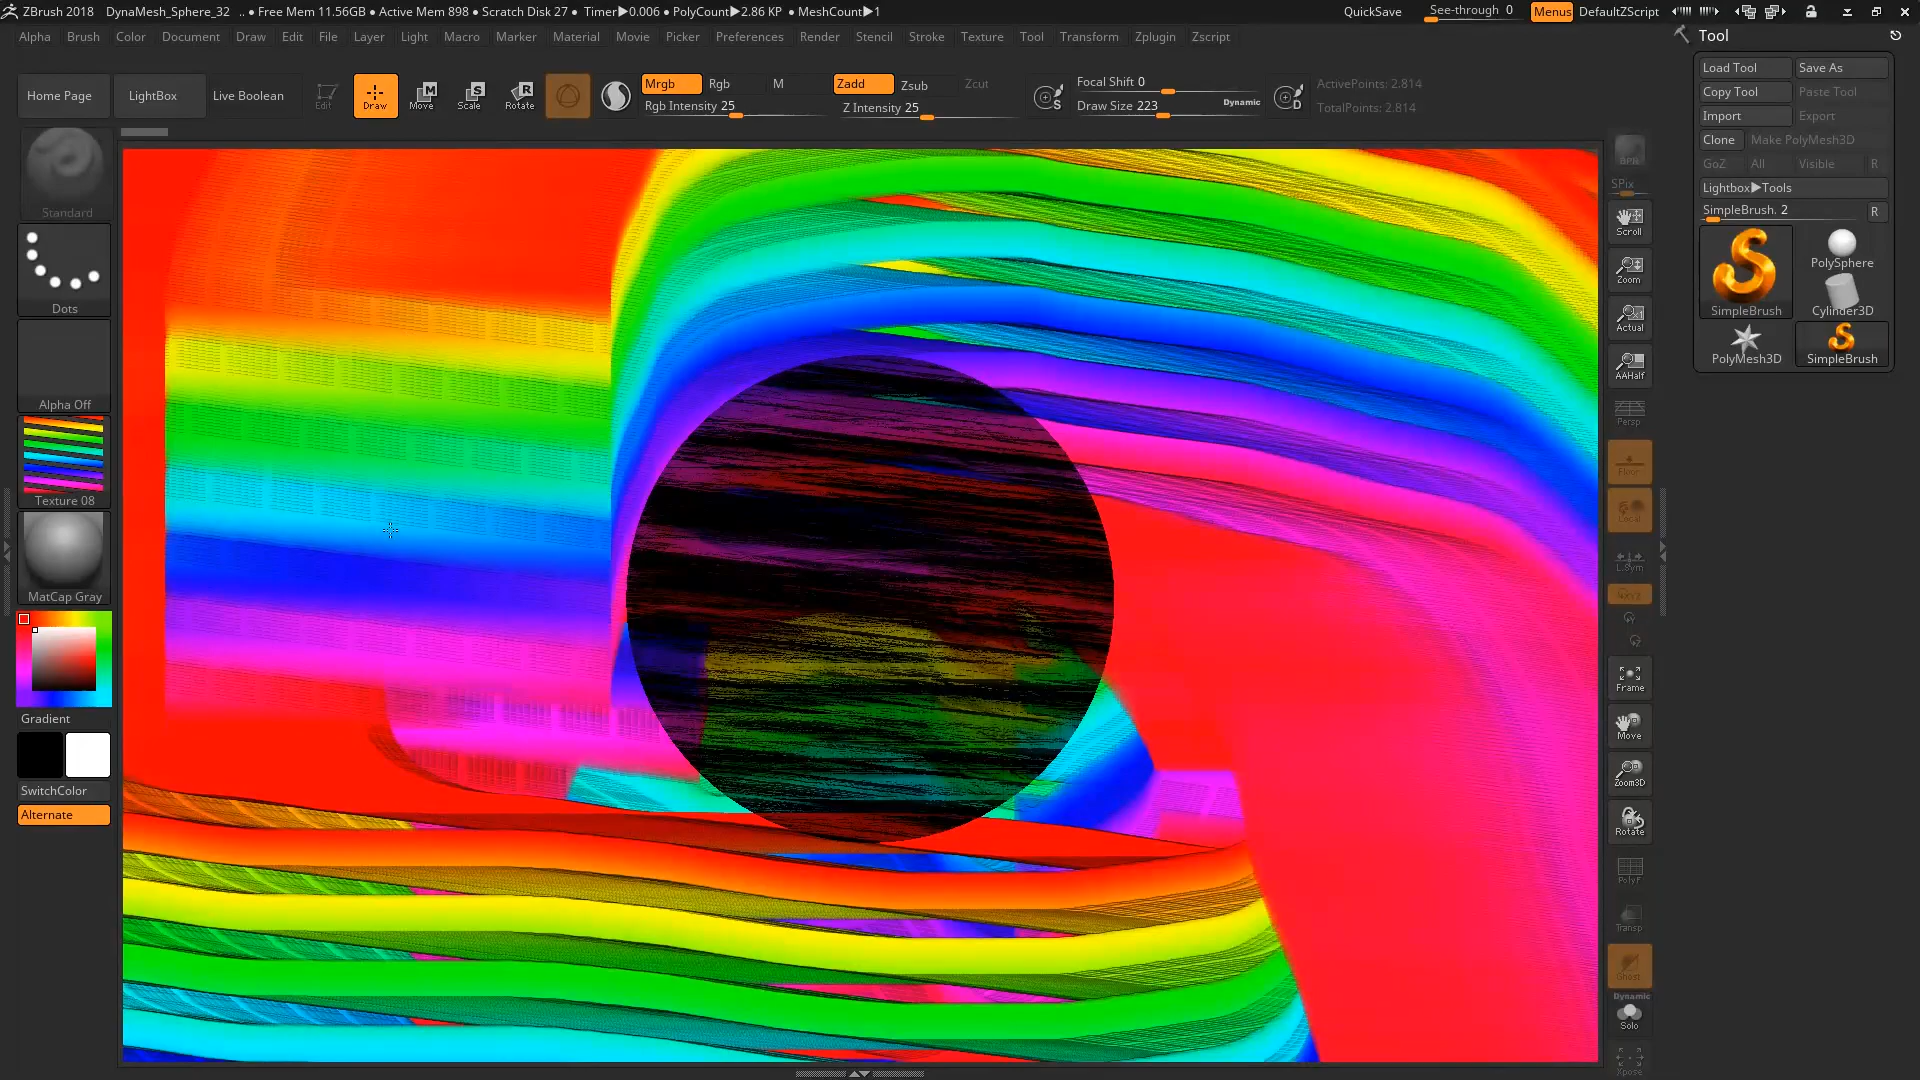 ZBrush 2018 DynaMesh_Sphere_32 .. • Free Mem 11.56GB • Active Mem 898 • Scratch Disk 27 • Timer▶0.006 • PolyCount▶2.86 KP • MeshCount▶1 QuickSave See-through 0 Menus DefaultZScript
Alpha Brush Color Document Draw Edit File Layer Light Macro Marker Material Movie Picker Preferences Render Stencil Stroke Texture Tool Transform Zplugin Zscript
Tool
Load Tool Save As
Copy Tool Paste Tool
Import Export
Clone Make PolyMesh3D
GoZ All Visible R
Lightbox▶Tools
SimpleBrush. 2 R
SimpleBrush
PolySphere
Cylinder3D
PolyMesh3D
SimpleBrush
Home Page LightBox Live Boolean
Edit Draw Move Scale Rotate
M S R
Mrgb Rgb M
Rgb Intensity 25
Zadd Zsub Zcut
Z Intensity 25
S
Focal Shift 0
Draw Size 223 Dynamic
D
ActivePoints: 2.814
TotalPoints: 2.814
Standard
Dots
Alpha Off
Texture 08
MatCap Gray
Gradient
SwitchColor
Alternate
BPR
SPix
Scroll
Zoom
Actual
AAHalf
Persp
Floor
Local
L.Sym
Frame
Move
Zoom3D
Rotate
PolyF
Transp
Ghost
Dynamic
Solo
Xpose